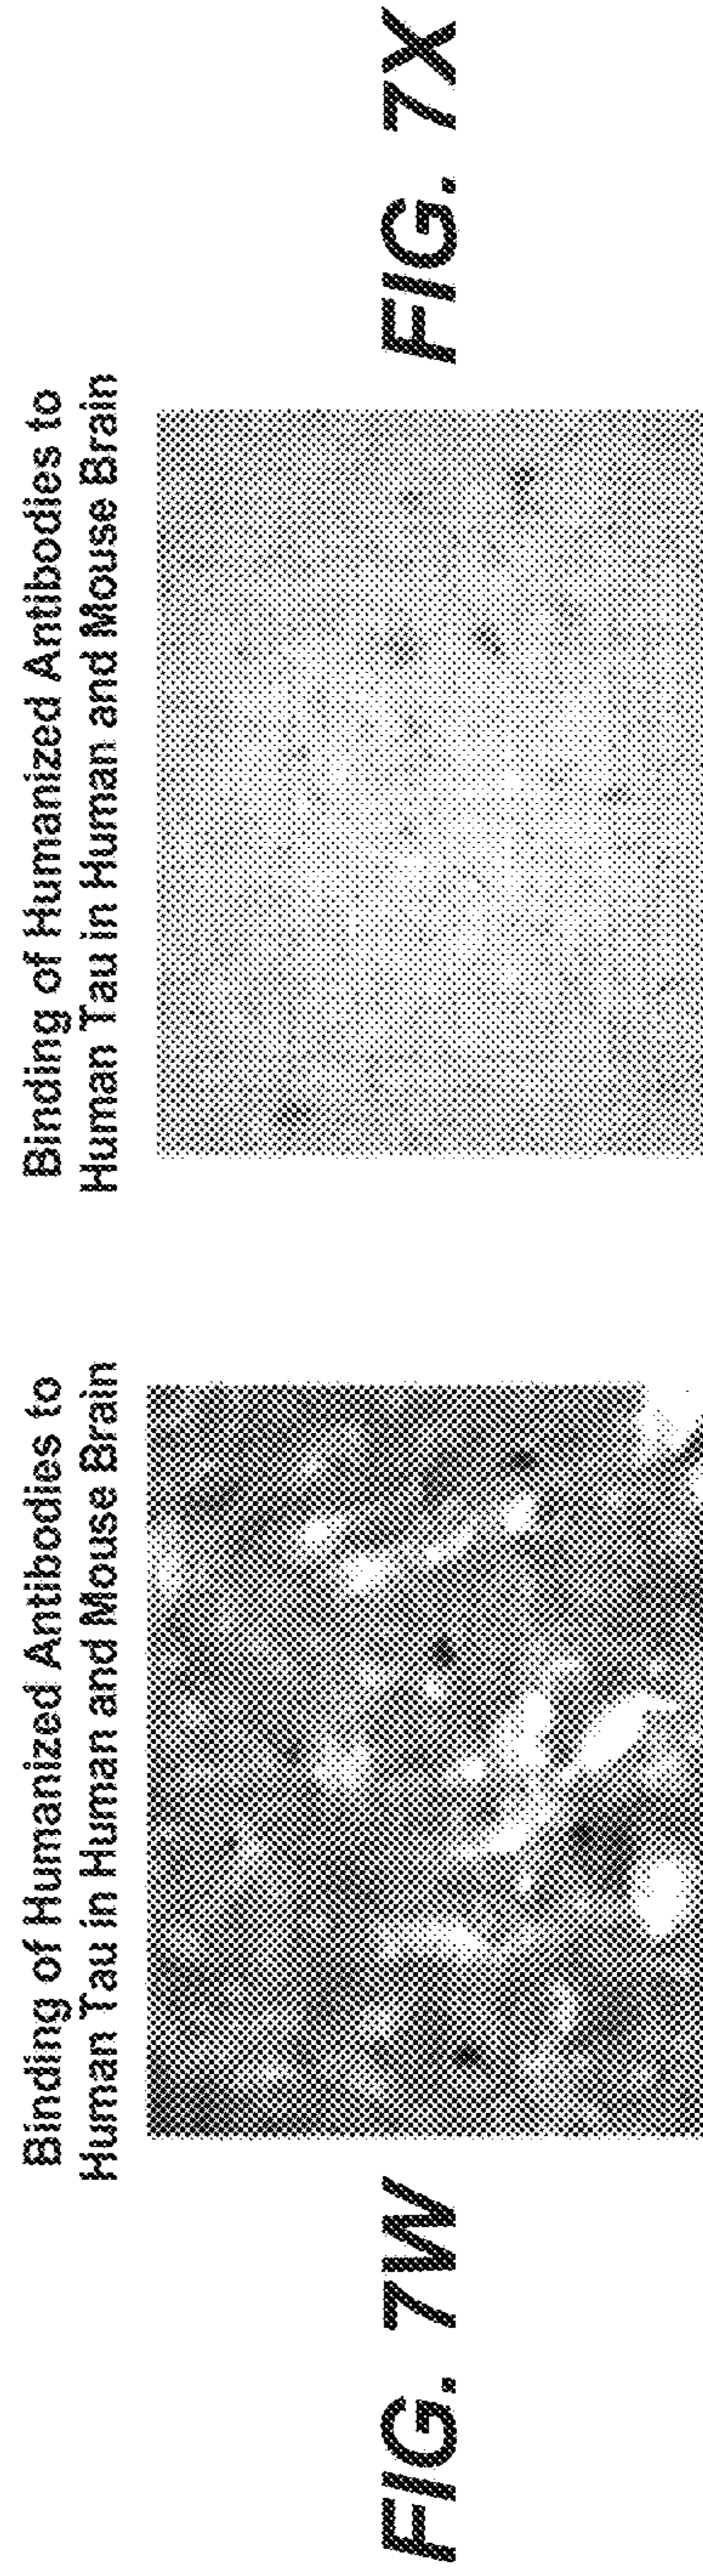 Binding of Humanized Antibodies to
Human Tau in Human and Mouse Brain
FIG. 7W
Binding of Humanized Antibodies to
Human Tau in Human and Mouse Brain
FIG. 7X